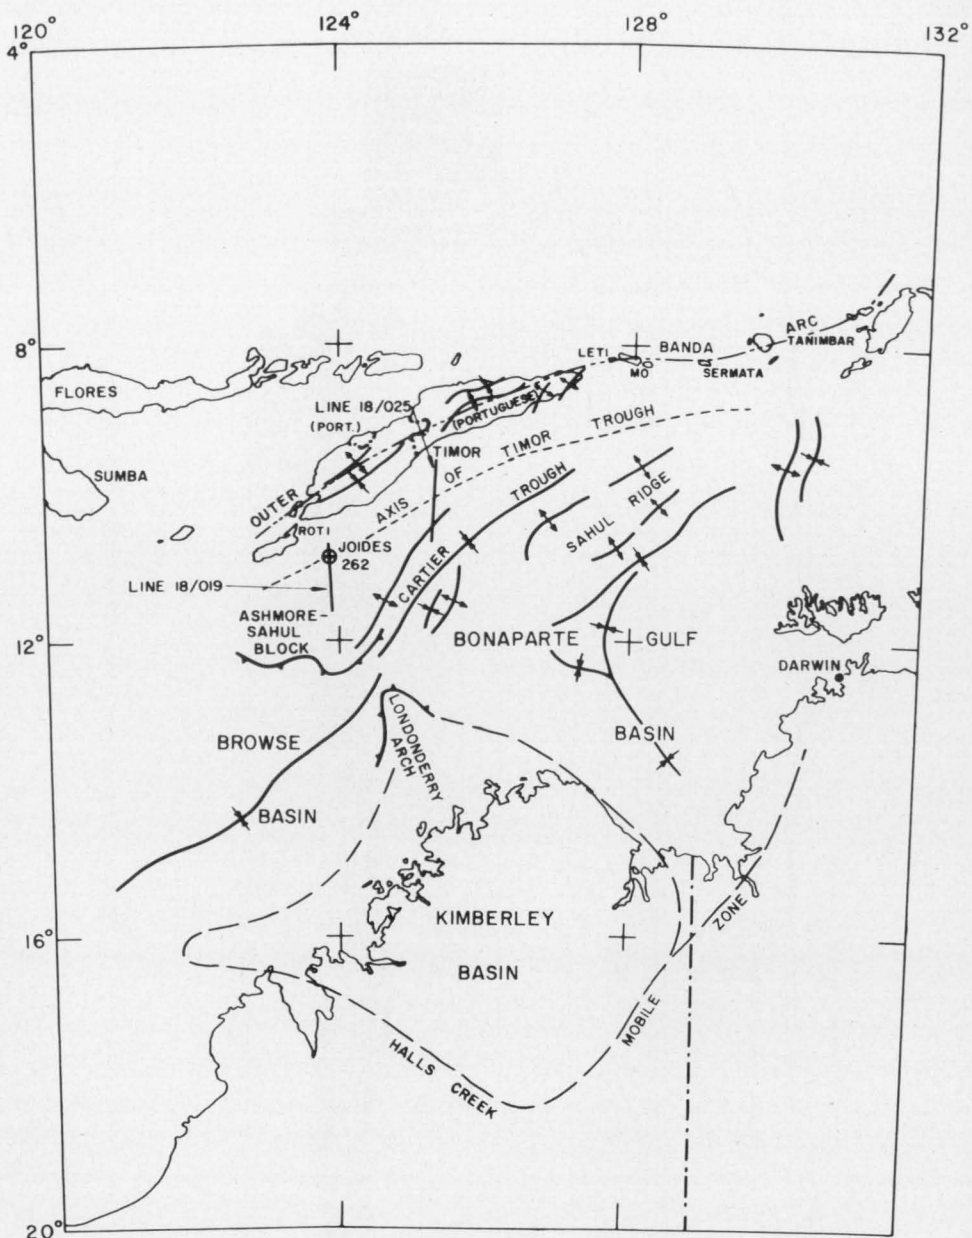 120°
124°
128°
132°
4°
8°
FLORES
SUMBA
OUTER
BANDA
ARC
LETI
MO
SERMATA
TANIMBAR
LINE 18/025
(PORT.)
(PORTUGUESE)
TIMOR
AXIS OF TIMOR TROUGH
ROTI
JOIDES
262
LINE 18/019
CARTIER TROUGH
SAHUL RIDGE
ASHMORE-
SAHUL
BLOCK
12°
BONAPARTE GULF
BASIN
DARWIN
BROWSE
BASIN
LONDONDERRY
ARCH
KIMBERLEY
BASIN
16°
HALLS CREEK
MOBILE
ZONE
20°